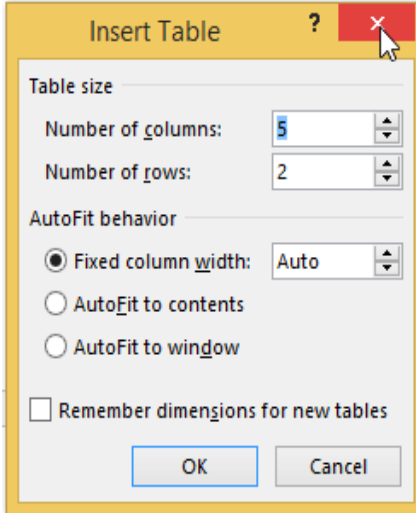 Insert Table ? ×
Table size
Number of columns: 5
Number of rows: 2
AutoFit behavior
Fixed column width: Auto
AutoFit to contents
AutoFit to window
Remember dimensions for new tables
OK Cancel